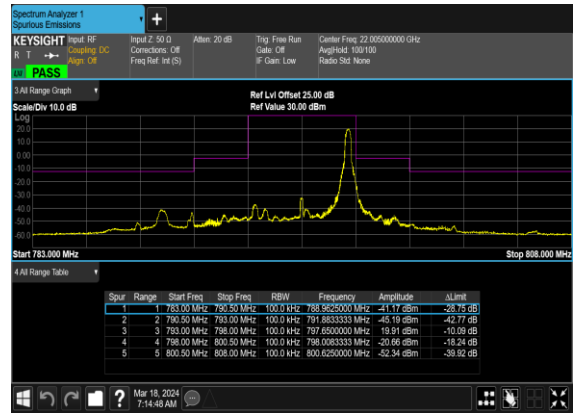 Spectrum Analyzer 1
Spurious Emissions
KEYSIGHT Input: RF Input Z: 50 Ω Atten: 20 dB Trig: Free Run Center Freq: 22.005000000 GHz
R T Coupling: DC Corrections: Off Gate: Off Avg|Hold: 100/100
Align: Off Freq Ref: Int (S) IF Gain: Low Radio Std: None
PASS
3 All Range Graph
Ref Lvl Offset 25.00 dB
Scale/Div 10.0 dB Ref Value 30.00 dBm
Log
20.0
10.0
0.00
-10.0
-20.0
-30.0
-40.0
-50.0
-60.0
Start 783.000 MHz Stop 808.000 MHz
4 All Range Table
Spur Range Start Freq Stop Freq RBW Frequency Amplitude ΔLimit
1 1 783.00 MHz 790.50 MHz 100.0 kHz 788.9625000 MHz -41.17 dBm -28.75 dB
2 2 790.50 MHz 793.00 MHz 100.0 kHz 791.8833333 MHz -45.19 dBm -42.77 dB
3 3 793.00 MHz 798.00 MHz 100.0 kHz 797.6500000 MHz 19.91 dBm -10.09 dB
4 4 798.00 MHz 800.50 MHz 100.0 kHz 798.0083333 MHz -20.66 dBm -18.24 dB
5 5 800.50 MHz 808.00 MHz 100.0 kHz 800.6250000 MHz -52.34 dBm -39.92 dB
Mar 18, 2024
7:14:48 AM